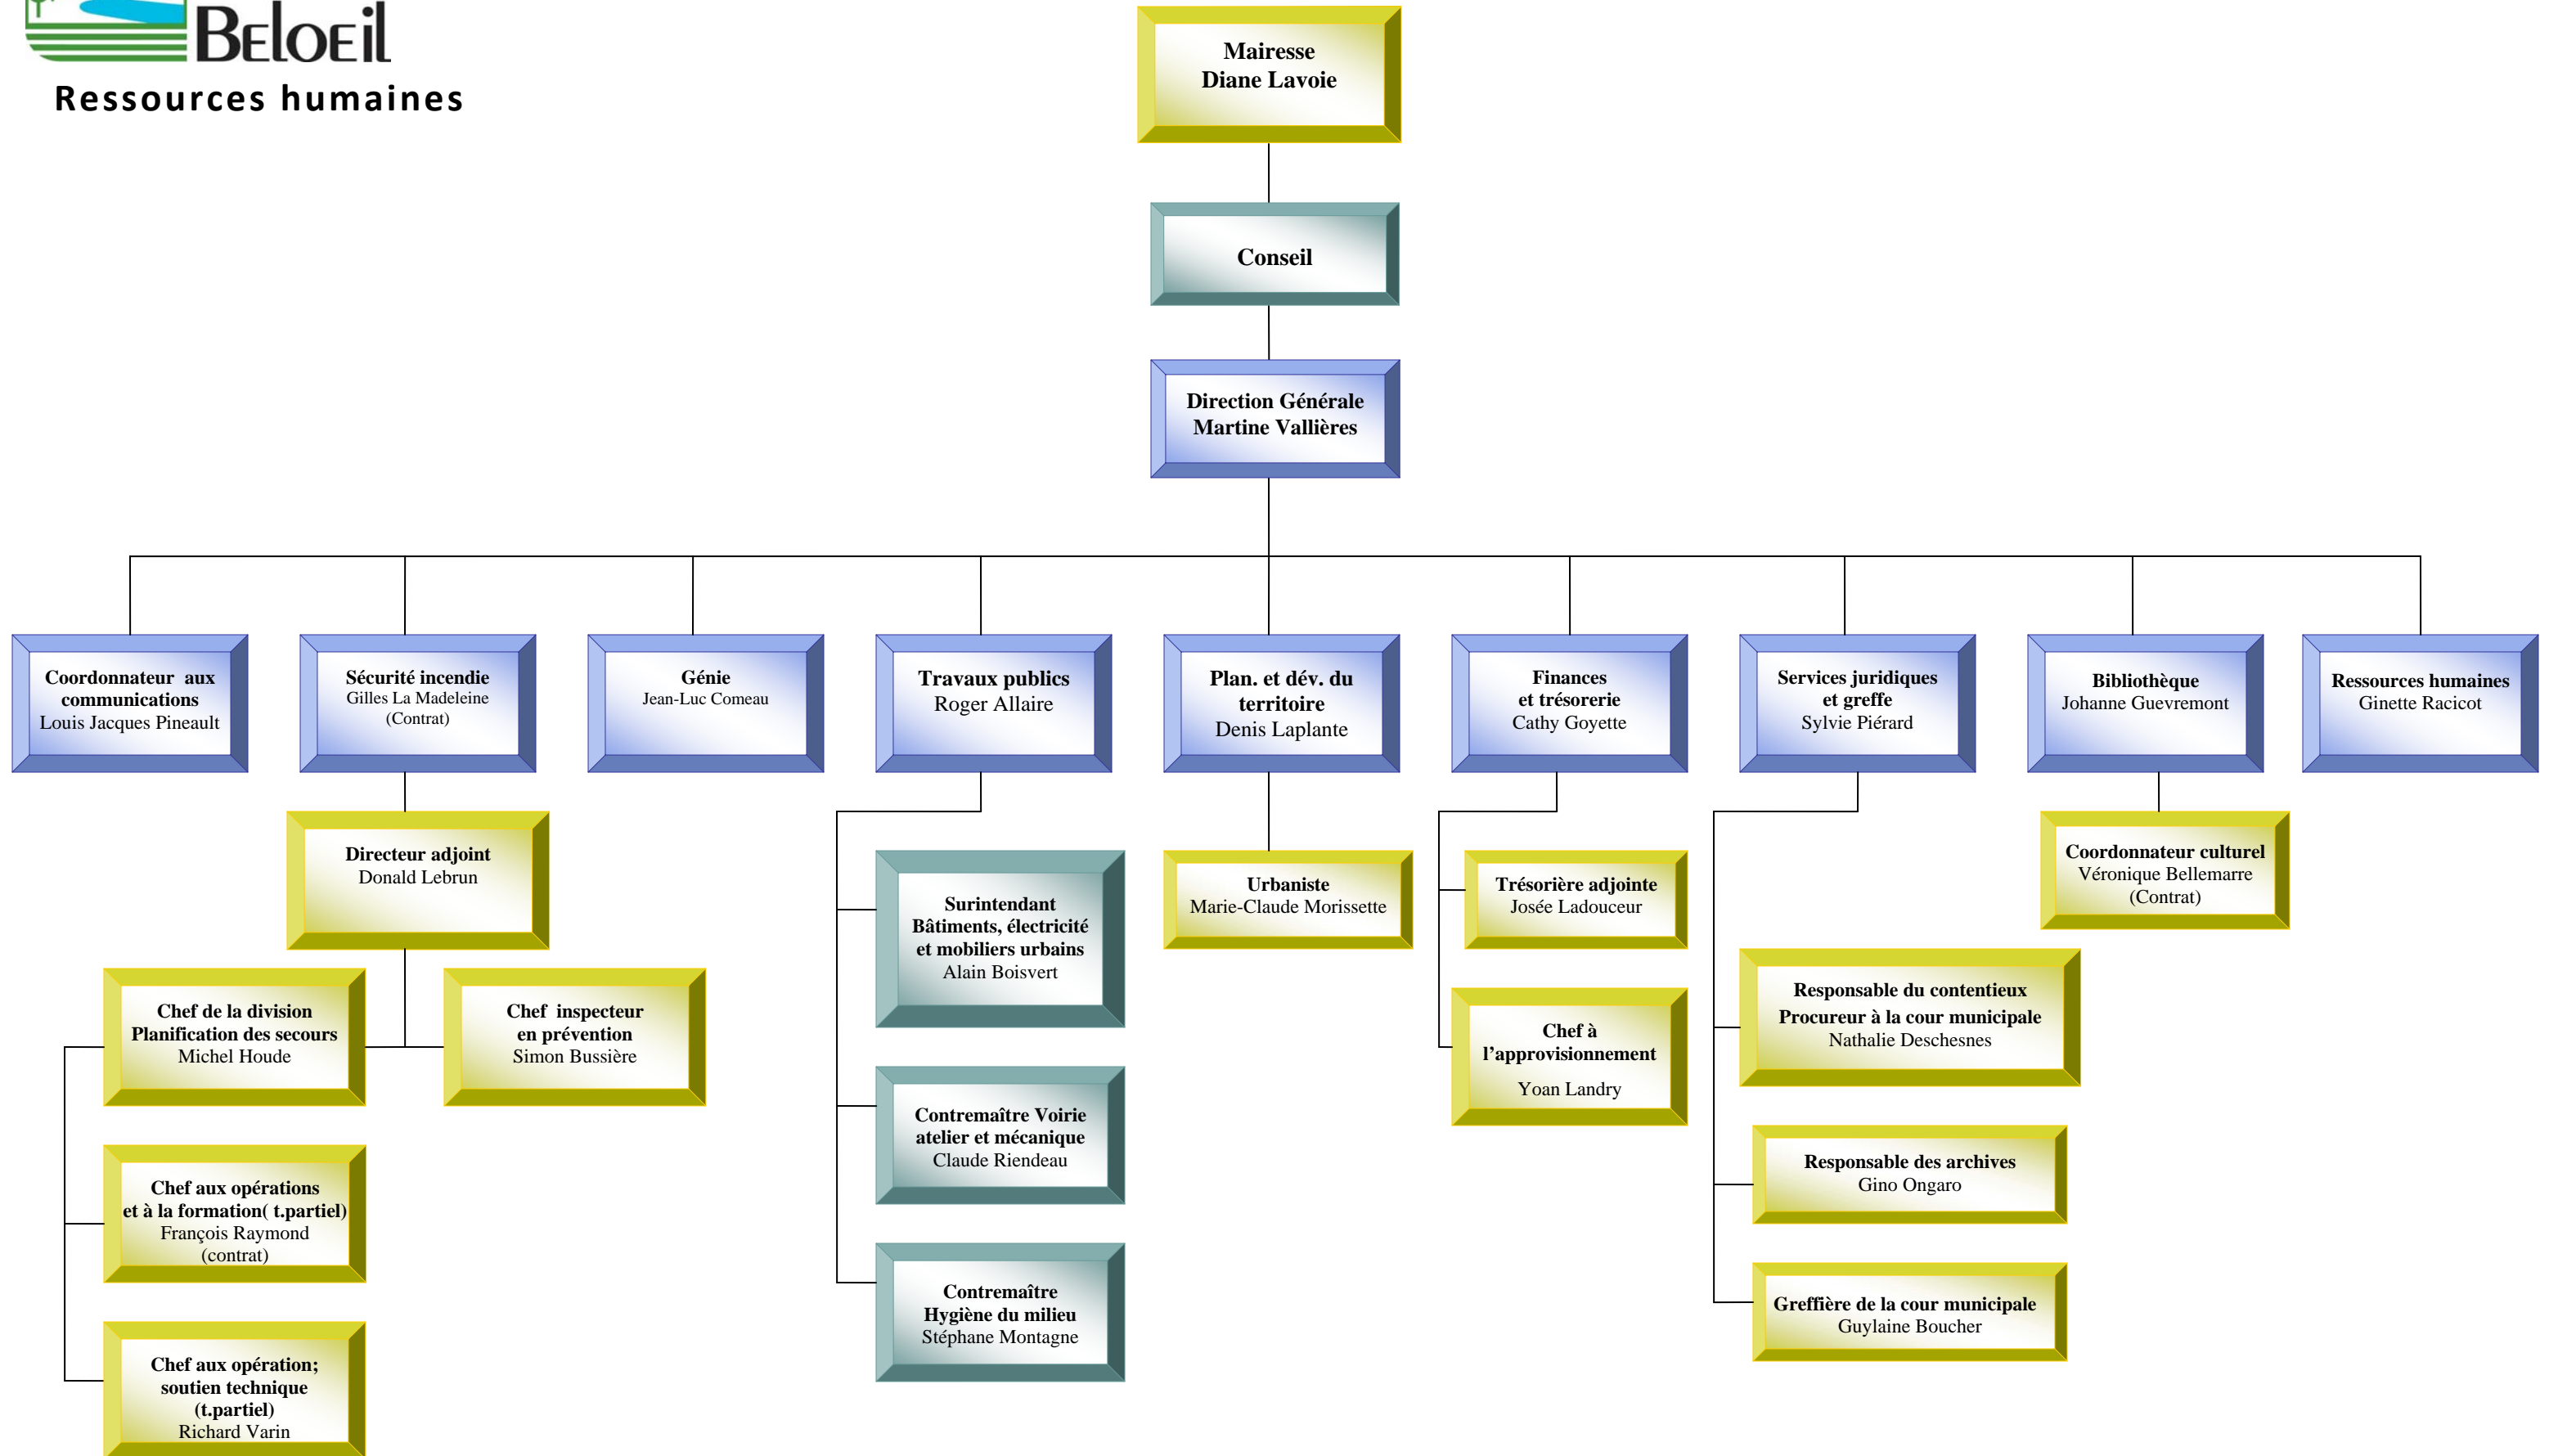 BELOEIL
Ressources humaines
Mairesse
Diane Lavoie
Conseil
Direction Générale
Martine Vallières
Coordonnateur aux
communications
Louis Jacques Pineault
Sécurité incendie
Gilles La Madeleine
(Contrat)
Génie
Jean-Luc Comeau
Travaux publics
Roger Allaire
Plan. et dév. du
territoire
Denis Laplante
Finances
et trésorerie
Cathy Goyette
Services juridiques
et greffe
Sylvie Piérard
Bibliothèque
Johanne Guevremont
Ressources humaines
Ginette Racicot
Directeur adjoint
Donald Lebrun
Chef de la division
Planification des secours
Michel Houde
Chef inspecteur
en prévention
Simon Bussière
Chef aux opérations
et à la formation( t.partiel)
François Raymond
(contrat)
Chef aux opération;
soutien technique
(t.partiel)
Richard Varin
Surintendant
Bâtiments, électricité
et mobiliers urbains
Alain Boisvert
Contremaître Voirie
atelier et mécanique
Claude Riendeau
Contremaître
Hygiène du milieu
Stéphane Montagne
Urbaniste
Marie-Claude Morissette
Trésorière adjointe
Josée Ladouceur
Chef à
l’approvisionnement
Yoan Landry
Responsable du contentieux
Procureur à la cour municipale
Nathalie Deschesnes
Responsable des archives
Gino Ongaro
Greffière de la cour municipale
Guylaine Boucher
Coordonnateur culturel
Véronique Bellemarre
(Contrat)